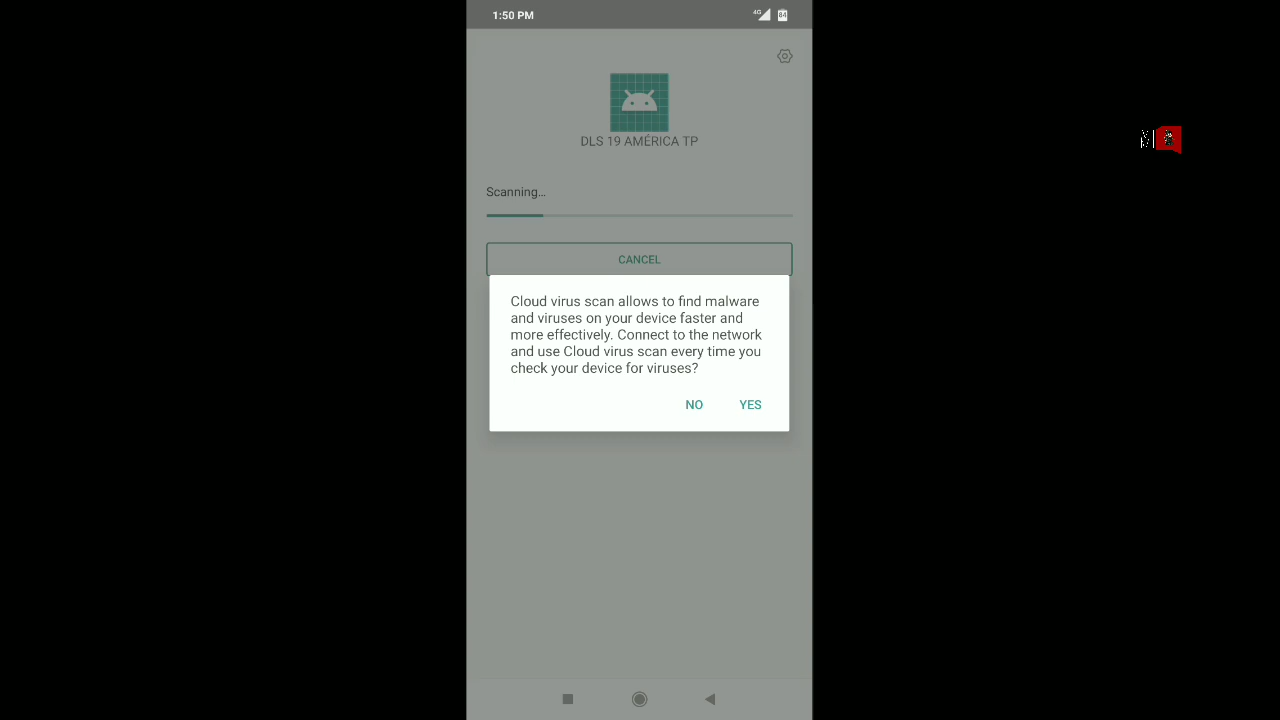 1:50 PM
4G
84
DLS 19 AMÉRICA TP
Scanning...
CANCEL
Cloud virus scan allows to find malware
and viruses on your device faster and
more effectively. Connect to the network
and use Cloud virus scan every time you
check your device for viruses?
NO YES